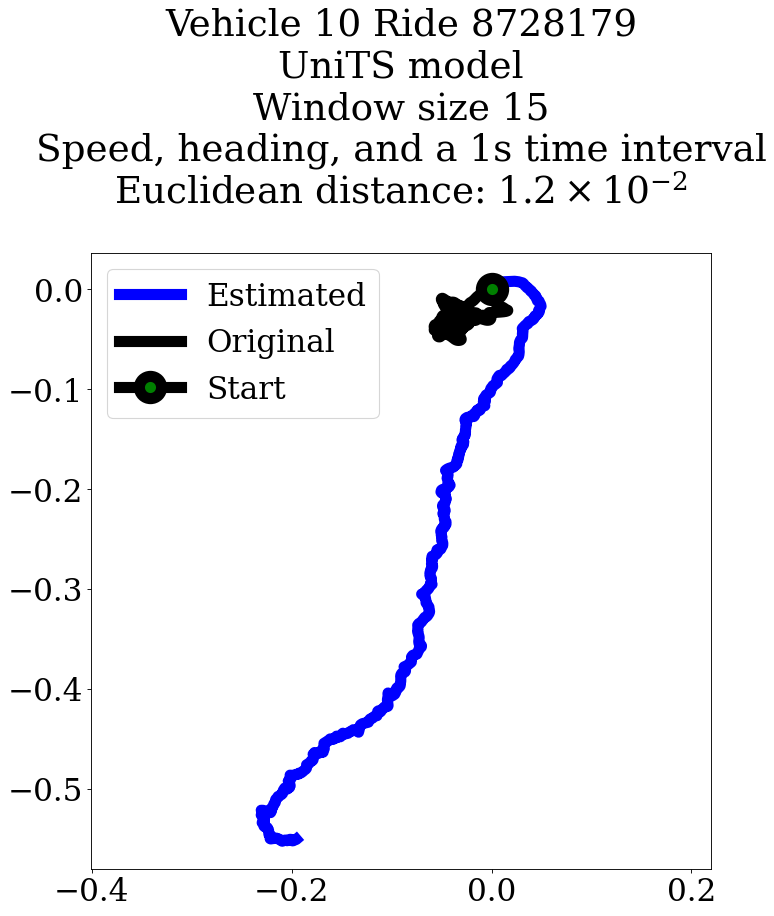 Vehicle 10 Ride 8728179
UniTS model
Window size 15
Speed, heading, and a 1s time interval
Euclidean distance: 1.2 × 10⁻²
Estimated
Original
Start
0.0
−0.1
−0.2
−0.3
−0.4
−0.5
−0.4 −0.2 0.0 0.2